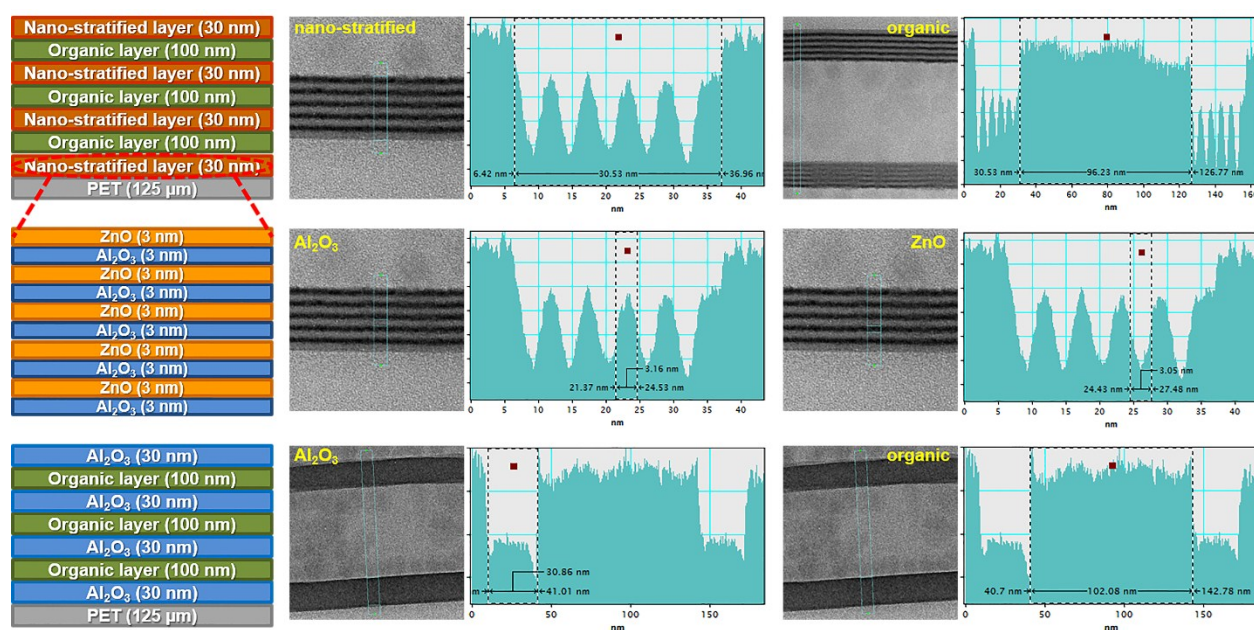 Nano-stratified layer (30 nm)
Organic layer (100 nm)
Nano-stratified layer (30 nm)
Organic layer (100 nm)
Nano-stratified layer (30 nm)
Organic layer (100 nm)
Nano-stratified layer (30 nm)
PET (125 μm)
nano-stratified
6.42 nm
30.53 nm
36.96 n
0 5 10 15 20 25 30 35 40
nm
organic
30.53 nm
96.23 nm
126.77 nm
0 20 40 60 80 100 120 140 16
nm
ZnO (3 nm)
Al₂O₃ (3 nm)
ZnO (3 nm)
Al₂O₃ (3 nm)
ZnO (3 nm)
Al₂O₃ (3 nm)
ZnO (3 nm)
Al₂O₃ (3 nm)
ZnO (3 nm)
Al₂O₃ (3 nm)
Al₂O₃
3.16 nm
21.37 nm
24.53 nm
0 5 10 15 20 25 30 35 40
nm
ZnO
3.05 nm
24.43 nm
27.48 nm
0 5 10 15 20 25 30 35 40
nm
Al₂O₃ (30 nm)
Organic layer (100 nm)
Al₂O₃ (30 nm)
Organic layer (100 nm)
Al₂O₃ (30 nm)
Organic layer (100 nm)
Al₂O₃ (30 nm)
PET (125 μm)
Al₂O₃
30.86 nm
m
41.01 nm
0 50 100 150
nm
organic
40.7 nm
102.08 nm
142.78 nm
0 50 100 150
nm